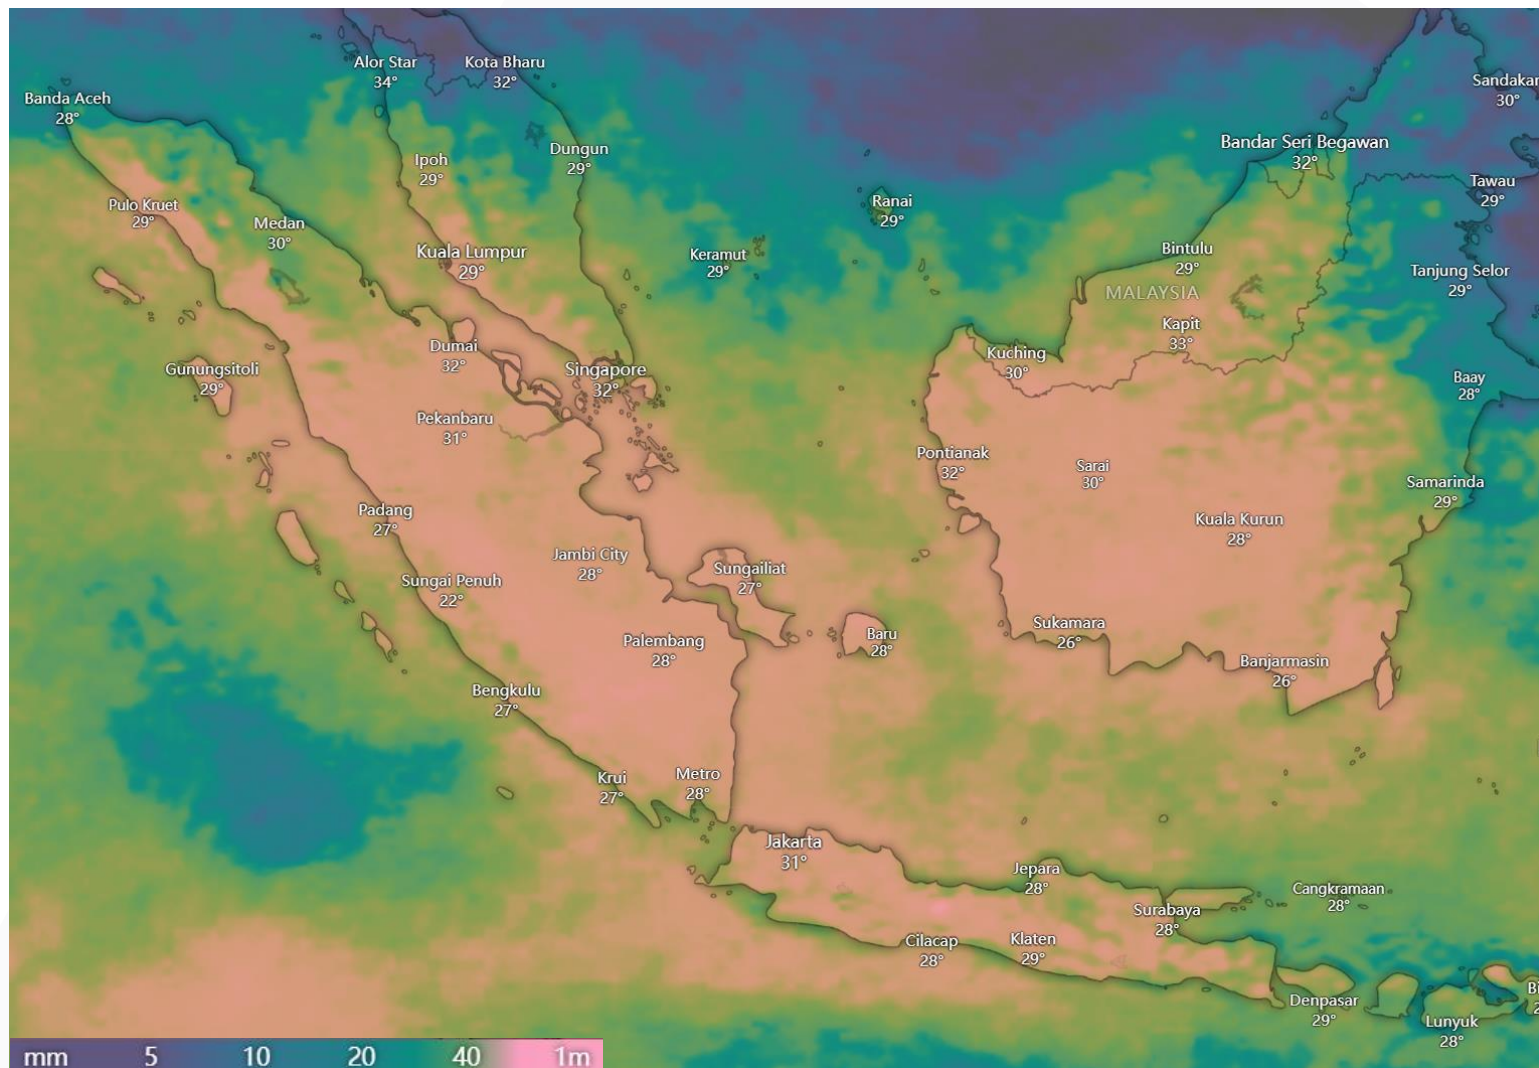 Alor Star
34°
Kota Bharu
32°
Sandakan
30°
Banda Aceh
28°
Bandar Seri Begawan
32°
Dungun
29°
Ipoh
29°
Tawau
29°
Pulo Kruet
29°
Ranai
29°
Medan
30°
Kuala Lumpur
29°
Keramut
29°
Bintulu
29°
Tanjung Selor
29°
MALAYSIA
Kapit
33°
Dumai
32°
Kuching
30°
Gunungsitoli
29°
Singapore
32°
Baay
28°
Pekanbaru
31°
Pontianak
32°
Sarai
30°
Samarinda
29°
Padang
27°
Kuala Kurun
28°
Jambi City
28°
Sungailiat
27°
Sungai Penuh
22°
Sukamara
26°
Palembang
28°
Baru
28°
Banjarmasin
26°
Bengkulu
27°
Krui
27°
Metro
28°
Jakarta
31°
Jepara
28°
Cangkramaan
28°
Surabaya
28°
Cilacap
28°
Klaten
29°
Denpasar
29°
Bi
2
Lunyuk
28°
mm 5 10 20 40 1m